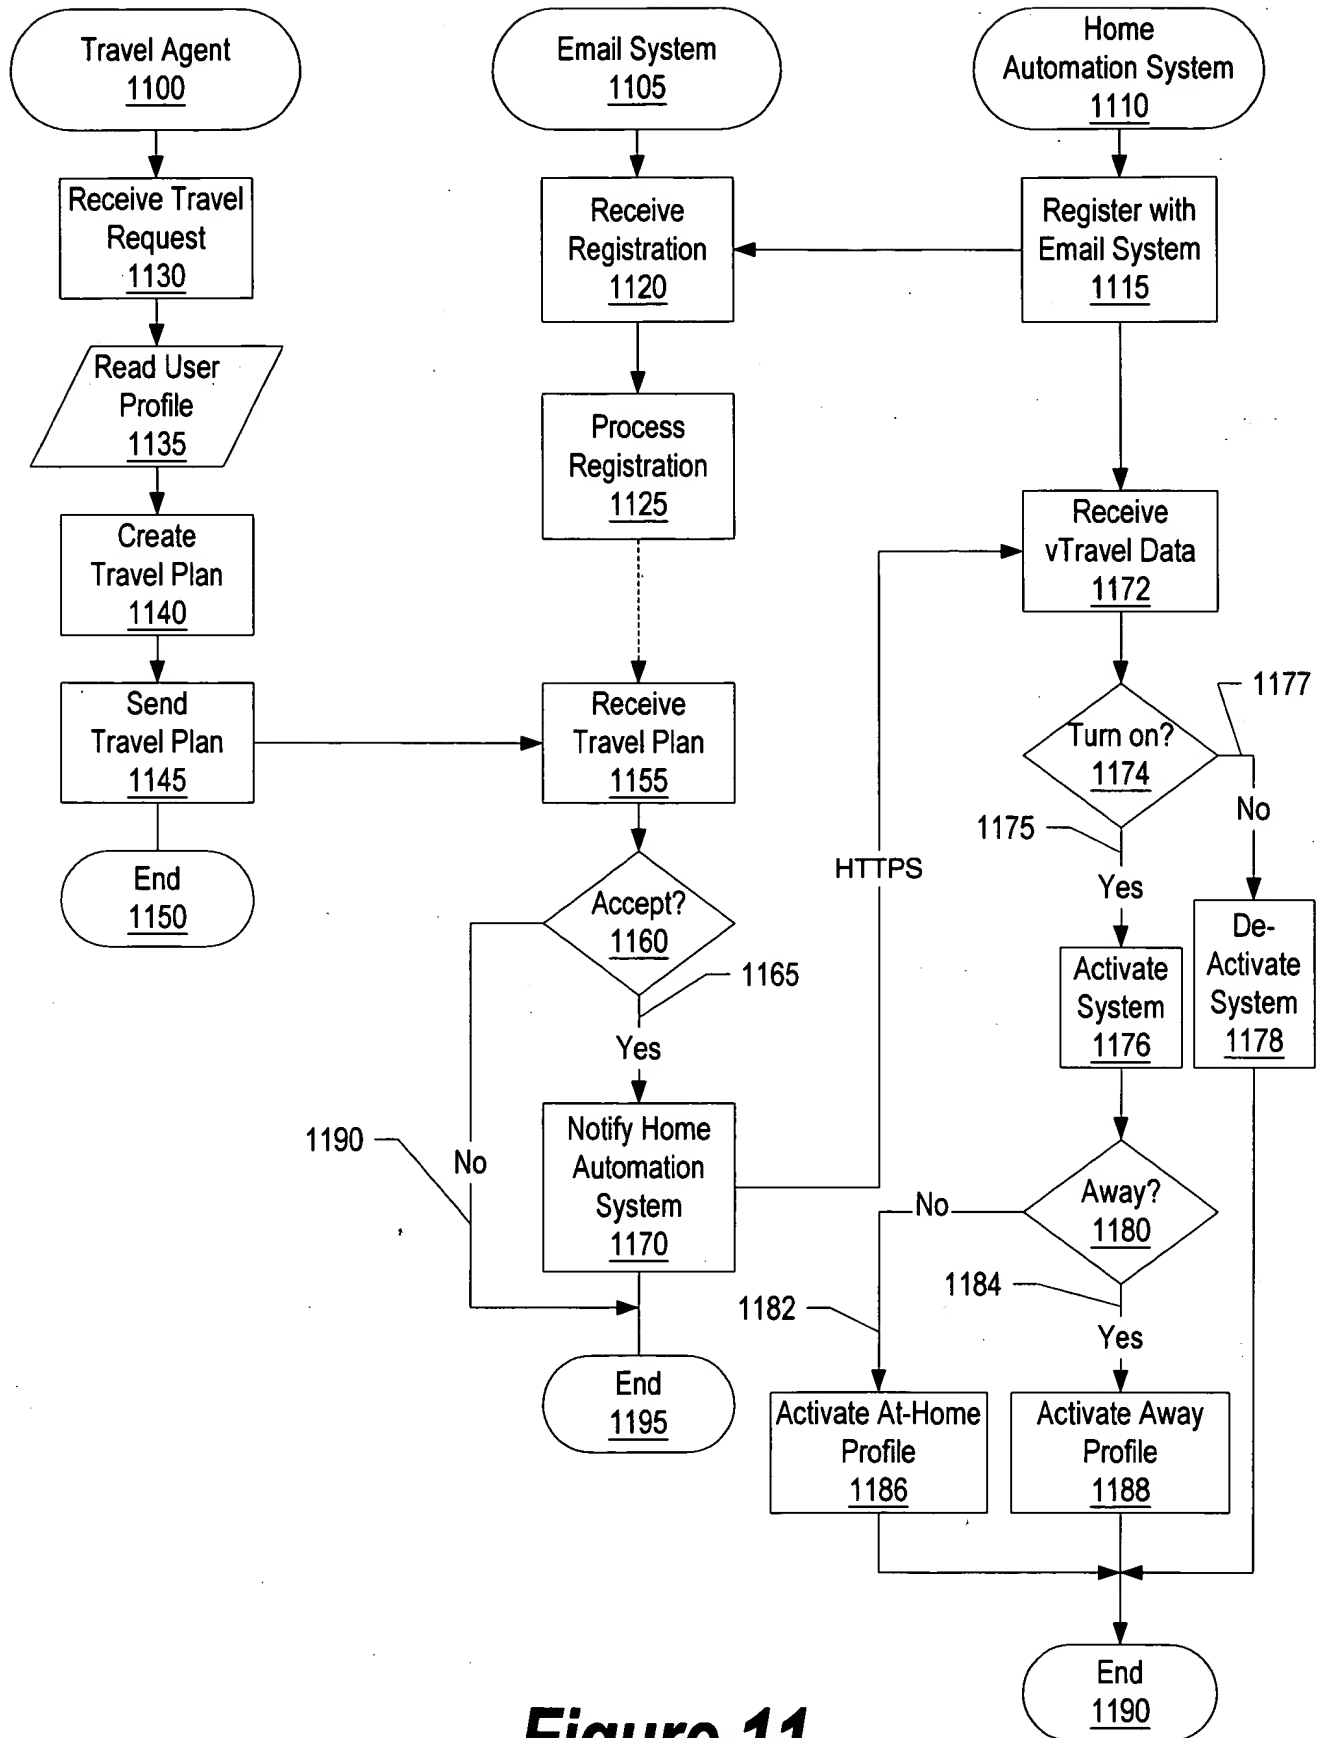 Travel Agent
1100
Receive Travel
Request
1130
Read User
Profile
1135
Create
Travel Plan
1140
Send
Travel Plan
1145
End
1150
Email System
1105
Receive
Registration
1120
Process
Registration
1125
Receive
Travel Plan
1155
Accept?
1160
1165
Yes
1190
No
Notify Home
Automation
System
1170
End
1195
HTTPS
Home
Automation System
1110
Register with
Email System
1115
Receive
vTravel Data
1172
Turn on?
1174
1177
No
1175
Yes
Activate
System
1176
De-
Activate
System
1178
Away?
1180
No
1182
1184
Yes
Activate At-Home
Profile
1186
Activate Away
Profile
1188
End
1190
Figure 11